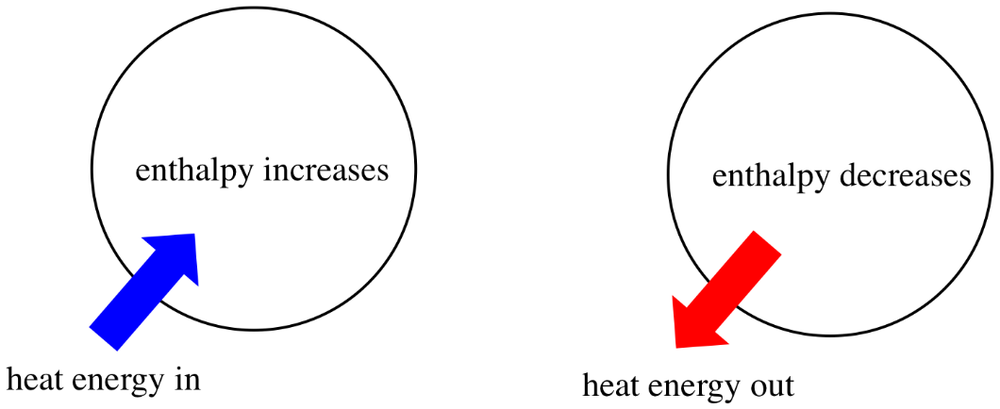 enthalpy increases
heat energy in
enthalpy decreases
heat energy out